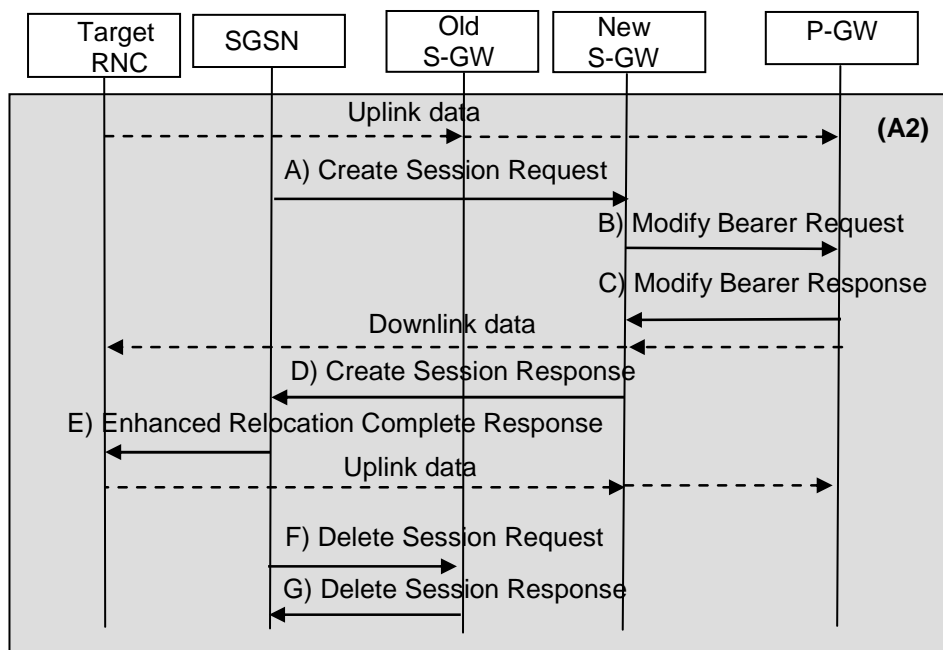 Target
RNC
SGSN
Old
S-GW
New
S-GW
P-GW
(A2)
Uplink data
A) Create Session Request
B) Modify Bearer Request
C) Modify Bearer Response
Downlink data
D) Create Session Response
E) Enhanced Relocation Complete Response
Uplink data
F) Delete Session Request
G) Delete Session Response